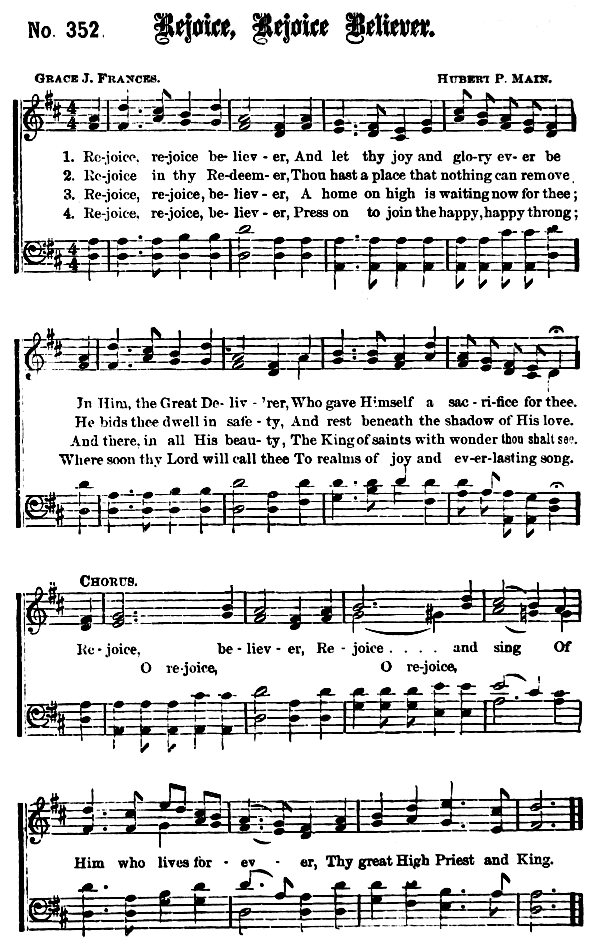 No. 352. Rejoice, Rejoice Believer.
GRACE J. FRANCES. HUBERT P. MAIN.
1. Re-joice, re-joice be-liev-er, And let thy joy and glo-ry ev-er be
2. Re-joice in thy Re-deem-er, Thou hast a place that nothing can remove
3. Re-joice, re-joice, be-liev-er, A home on high is waiting now for thee;
4. Re-joice, re-joice, be-liev-er, Press on to join the happy, happy throng;
In Him, the Great De-liv-'rer, Who gave Himself a sac-ri-fice for thee.
He bids thee dwell in safe-ty, And rest beneath the shadow of His love.
And there, in all His beau-ty, The King of saints with wonder thou shalt see.
Where soon thy Lord will call thee To realms of joy and ev-er-lasting song.
CHORUS.
Re-joice, be-liev-er, Re-joice . . . . and sing Of
O re-joice, O re-joice,
Him who lives for-ev-er, Thy great High Priest and King.